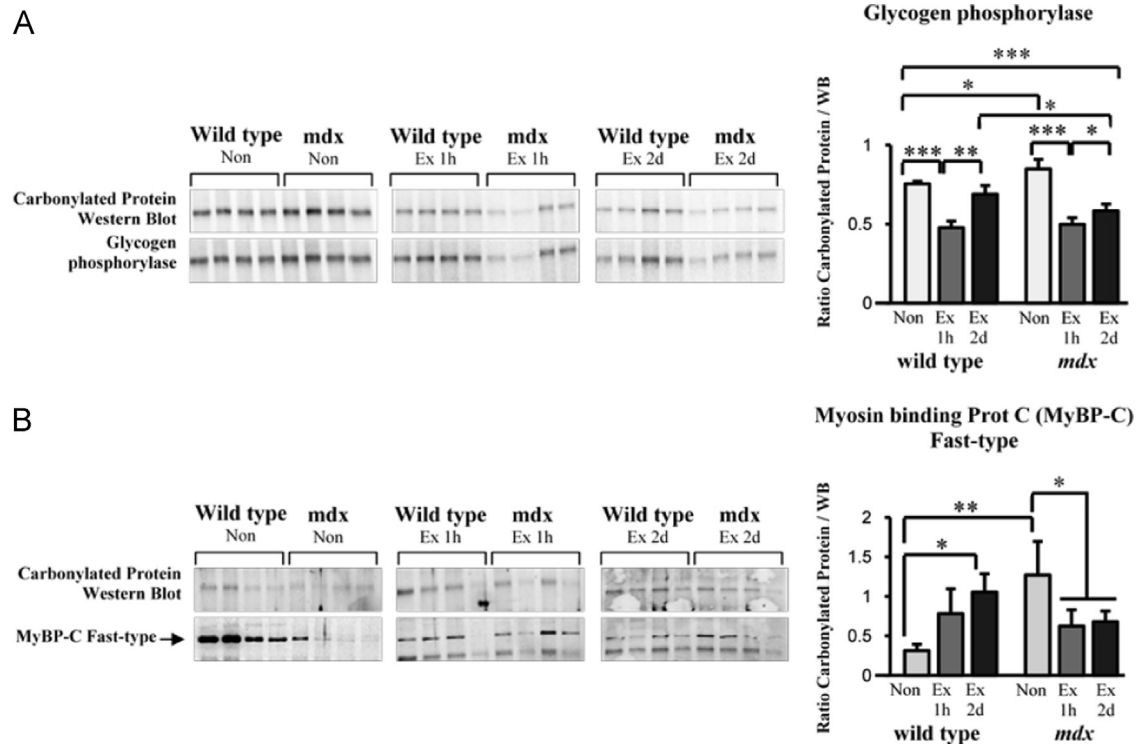 A
Glycogen phosphorylase
Wild type mdx Wild type mdx Wild type mdx
Non Non Ex 1h Ex 1h Ex 2d Ex 2d
Carbonylated Protein
Western Blot
Glycogen
phosphorylase
Ratio Carbonylated Protein / WB
***
*
*
*** ** *** *
1
0.5
0
Non Ex Ex Non Ex Ex
1h 2d 1h 2d
wild type mdx
B
Myosin binding Prot C (MyBP-C)
Fast-type
Wild type mdx Wild type mdx Wild type mdx
Non Non Ex 1h Ex 1h Ex 2d Ex 2d
Carbonylated Protein
Western Blot
MyBP-C Fast-type
Ratio Carbonylated Protein / WB
*
**
*
2
1.5
1
0.5
0
Non Ex Ex Non Ex Ex
1h 2d 1h 2d
wild type mdx